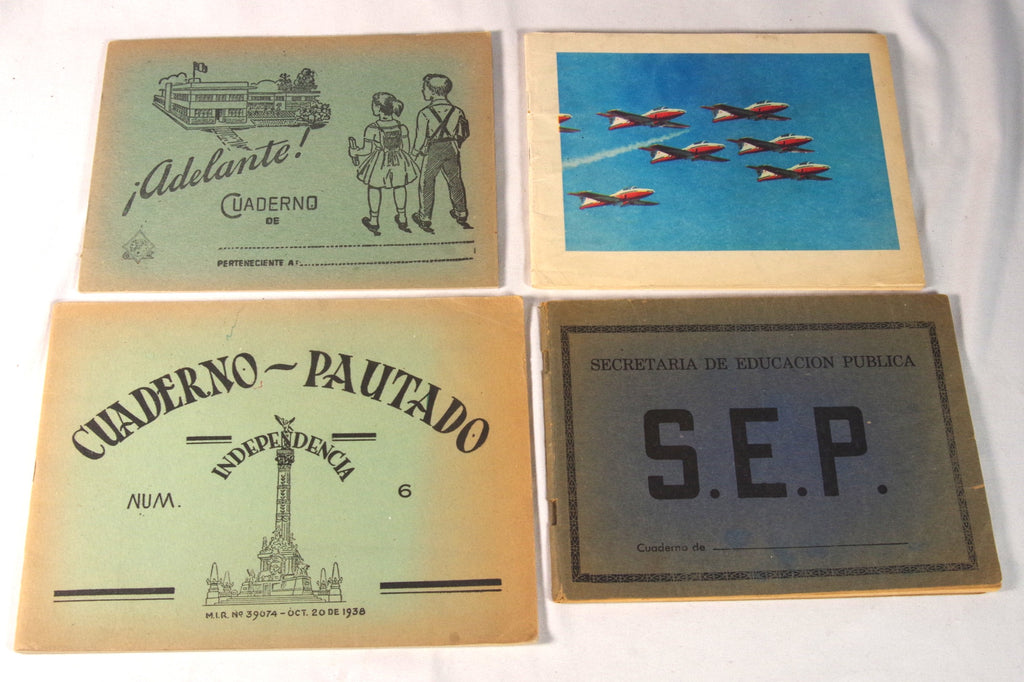 ¡Adelante!
CUADERNO
DE
PERTENECIENTE A:
CUADERNO - PAUTADO
INDEPENDENCIA
NUM. 6
M.I.R. Nº 39074 - OCT. 20 DE 1938
SECRETARIA DE EDUCACION PUBLICA
S.E.P.
Cuaderno de